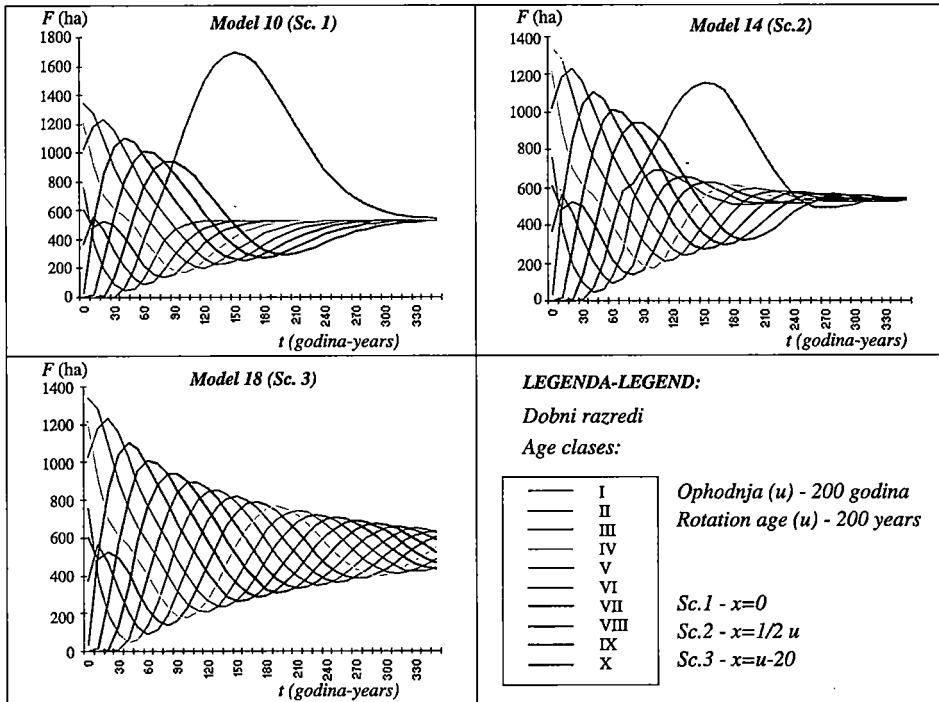 F (ha)
Model 10 (Sc. 1)
1800
1600
1400
1200
1000
800
600
400
200
0
0
30
60
90
120
150
180
210
240
270
300
330
t (godina-years)
F (ha)
Model 14 (Sc.2)
1400
1200
1000
800
600
400
200
0
0
30
60
90
120
150
180
210
240
270
300
330
t (godina-years)
F (ha)
Model 18 (Sc. 3)
1400
1200
1000
800
600
400
200
0
0
30
60
90
120
150
180
210
240
270
300
330
t (godina-years)
LEGENDA-LEGEND:
Dobni razredi
Age clases:
I
II
III
IV
V
VI
VII
VIII
IX
X
Ophodnja (u) - 200 godina
Rotation age (u) - 200 years
Sc.1 - x=0
Sc.2 - x=1/2 u
Sc.3 - x=u-20